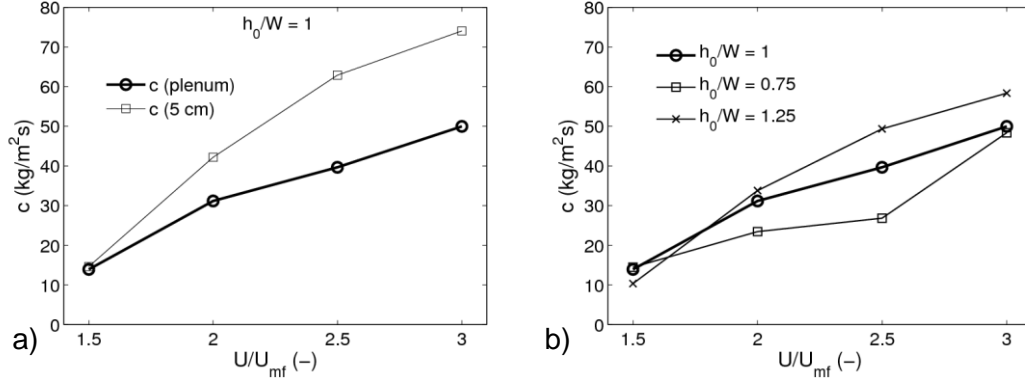 h₀/W = 1
c (plenum)
c (5 cm)
80
70
60
50
40
30
20
10
0
c (kg/m²s)
1.5 2 2.5 3
U/Uₘf (–)
a)
h₀/W = 1
h₀/W = 0.75
h₀/W = 1.25
80
70
60
50
40
30
20
10
0
c (kg/m²s)
1.5 2 2.5 3
U/Uₘf (–)
b)